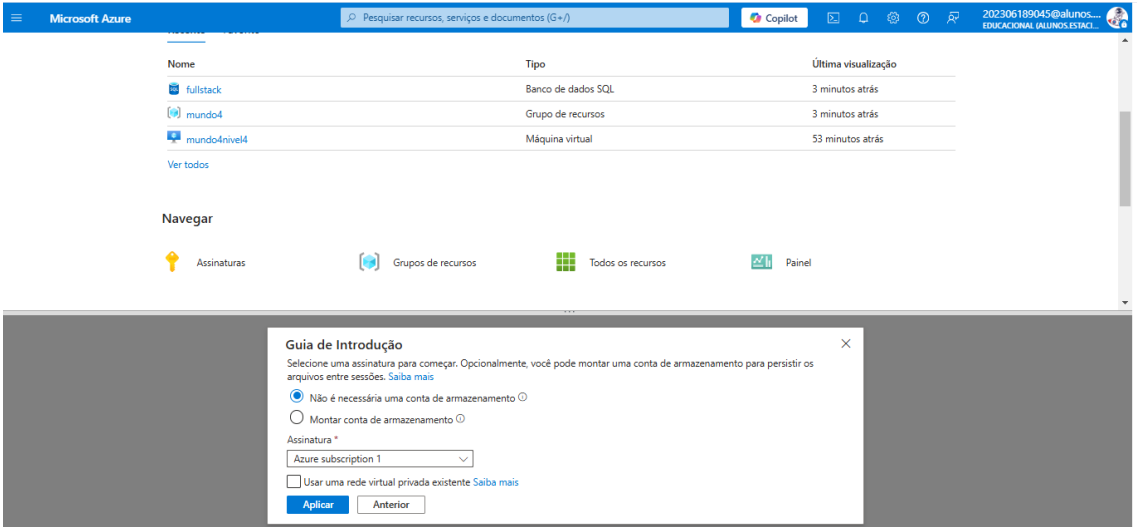 Microsoft Azure
Pesquisar recursos, serviços e documentos (G+/)
Copilot
202306189045@alunos....
EDUCACIONAL (ALUNOS.ESTACI...
Nome Tipo Última visualização
fullstack Banco de dados SQL 3 minutos atrás
mundo4 Grupo de recursos 3 minutos atrás
mundo4nivel4 Máquina virtual 53 minutos atrás
Ver todos
Navegar
Assinaturas Grupos de recursos Todos os recursos Painel
Guia de Introdução
Selecione uma assinatura para começar. Opcionalmente, você pode montar uma conta de armazenamento para persistir os
arquivos entre sessões. Saiba mais
Não é necessária uma conta de armazenamento
Montar conta de armazenamento
Assinatura *
Azure subscription 1
Usar uma rede virtual privada existente Saiba mais
Aplicar Anterior